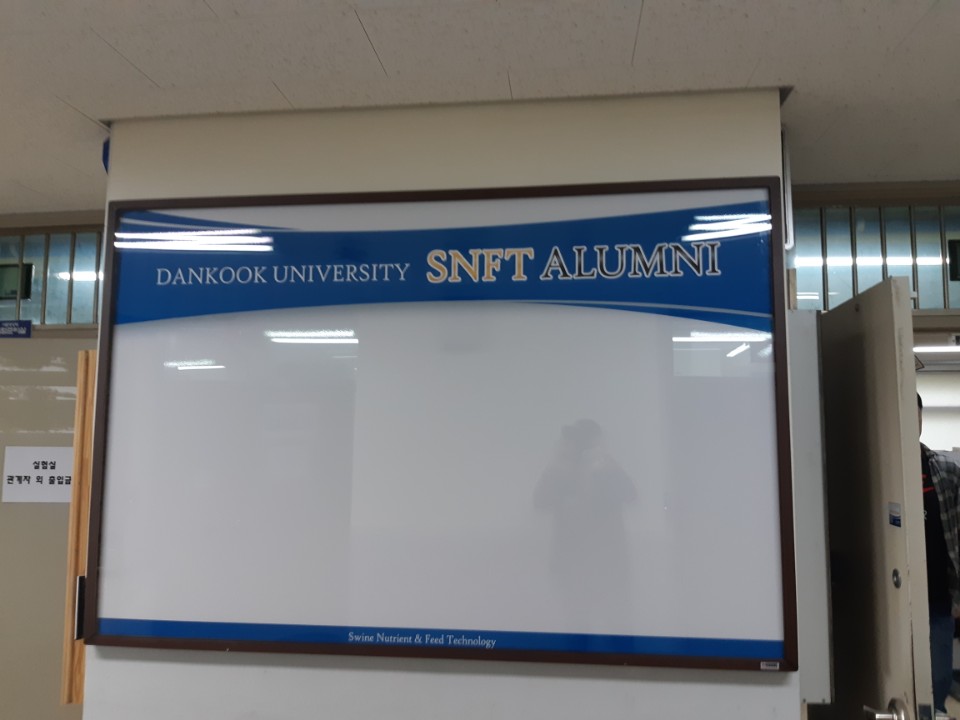 DANKOOK UNIVERSITY SNFT ALUMNI
실험실
관계자 외 출입금
Swine Nutrient & Feed Technology